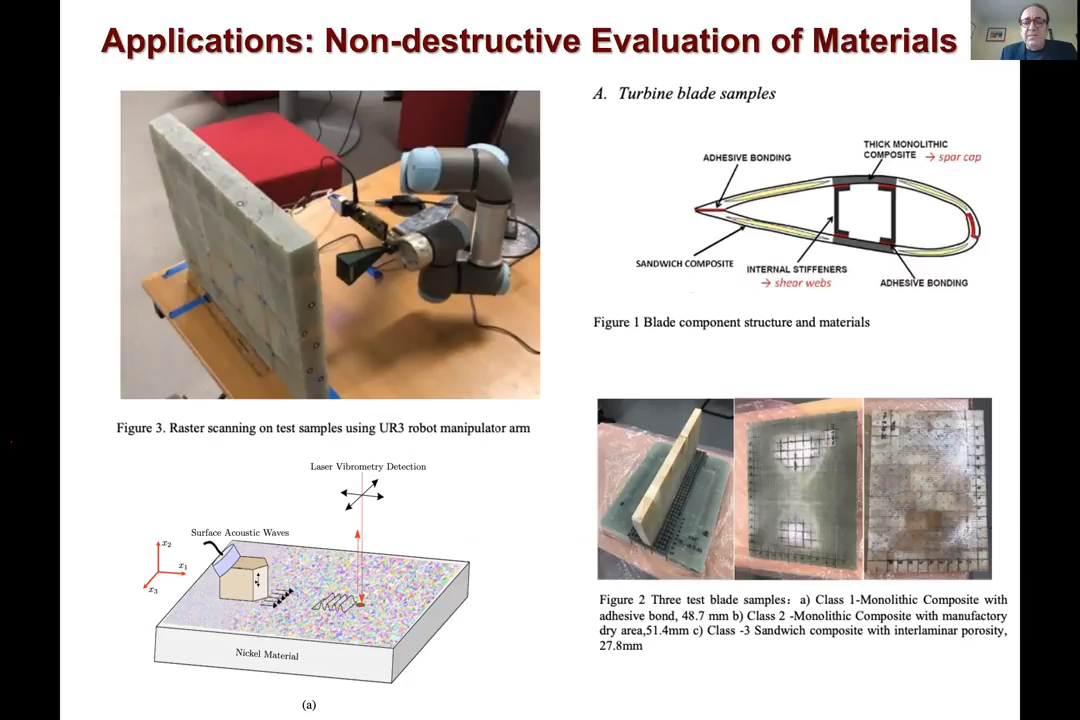 Applications: Non-destructive Evaluation of Materials
Figure 3. Raster scanning on test samples using UR3 robot manipulator arm
Laser Vibrometry Detection
Surface Acoustic Waves
x₂
x₁
x₃
Nickel Material
(a)
A. Turbine blade samples
THICK MONOLITHIC
COMPOSITE → spar cap
ADHESIVE BONDING
SANDWICH COMPOSITE
INTERNAL STIFFENERS
→ shear webs
ADHESIVE BONDING
Figure 1 Blade component structure and materials
Figure 2 Three test blade samples: a) Class 1-Monolithic Composite with
adhesive bond, 48.7 mm b) Class 2 -Monolithic Composite with manufactory
dry area,51.4mm c) Class -3 Sandwich composite with interlaminar porosity,
27.8mm